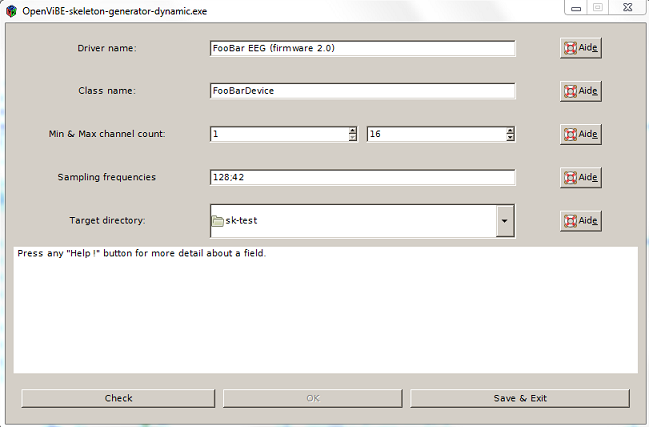 OpenViBE-skeleton-generator-dynamic.exe
Driver name: FooBar EEG (firmware 2.0) Aide
Class name: FooBarDevice Aide
Min & Max channel count: 1 16 Aide
Sampling frequencies 128;42 Aide
Target directory: sk-test Aide
Press any "Help !" button for more detail about a field.
Check OK Save & Exit